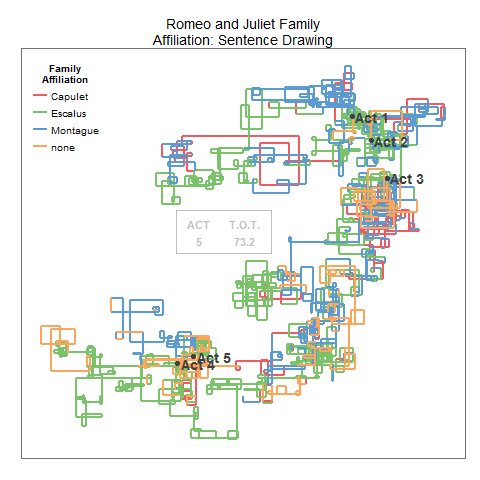 Romeo and Juliet Family
Affiliation: Sentence Drawing
Family
Affiliation
Capulet
Escalus
Montague
none
Act 1
Act 2
Act 3
ACT T.O.T.
5 73.2
Act 5
Act 4